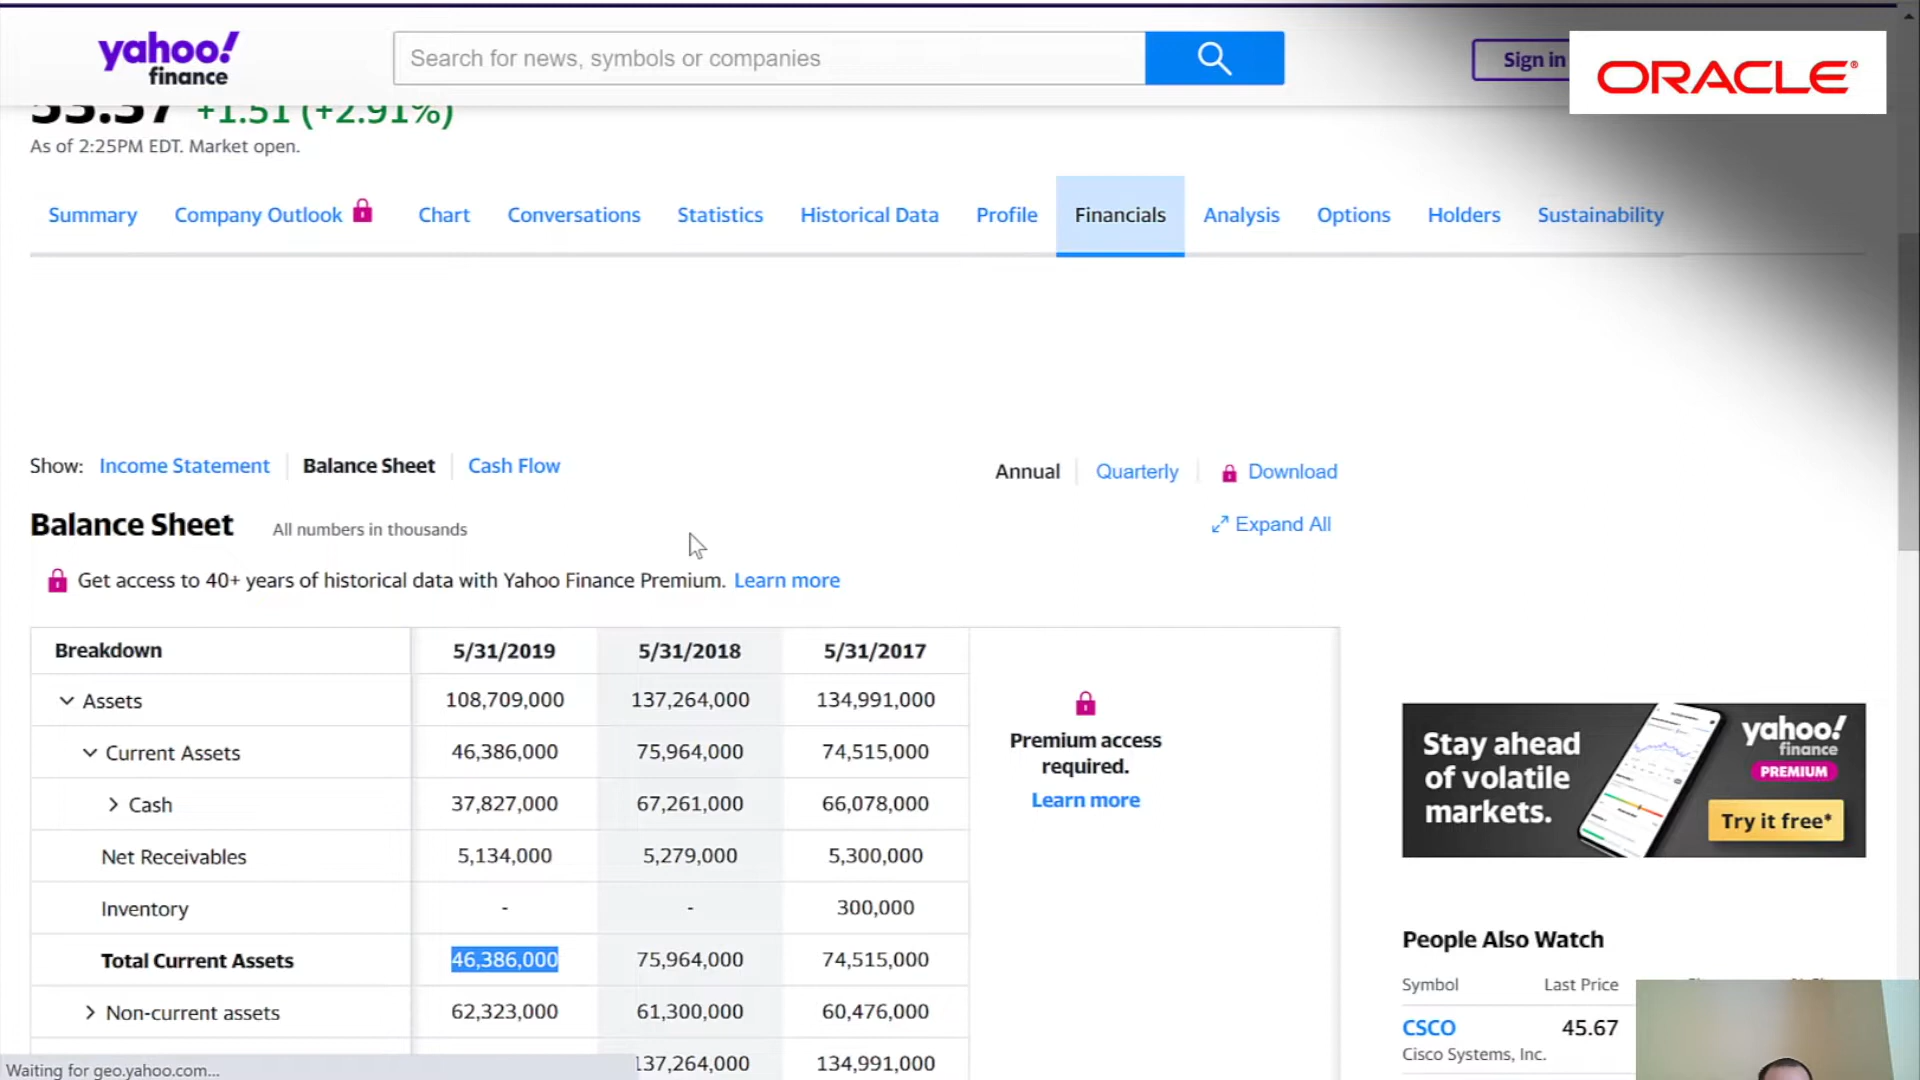 yahoo!
finance
Search for news, symbols or companies
Sign in
ORACLE
53.37 +1.51 (+2.91%)
As of 2:25PM EDT. Market open.
Summary Company Outlook Chart Conversations Statistics Historical Data Profile Financials Analysis Options Holders Sustainability
Show: Income Statement Balance Sheet Cash Flow
Annual Quarterly Download
Balance Sheet All numbers in thousands
Expand All
Get access to 40+ years of historical data with Yahoo Finance Premium. Learn more
Breakdown 5/31/2019 5/31/2018 5/31/2017
Assets 108,709,000 137,264,000 134,991,000
Current Assets 46,386,000 75,964,000 74,515,000
Cash 37,827,000 67,261,000 66,078,000
Net Receivables 5,134,000 5,279,000 5,300,000
Inventory - - 300,000
Total Current Assets 46,386,000 75,964,000 74,515,000
Non-current assets 62,323,000 61,300,000 60,476,000
137,264,000 134,991,000
Premium access
required.
Learn more
Stay ahead
of volatile
markets.
yahoo!
finance
PREMIUM
Try it free*
People Also Watch
Symbol Last Price
CSCO 45.67
Cisco Systems, Inc.
Waiting for geo.yahoo.com...